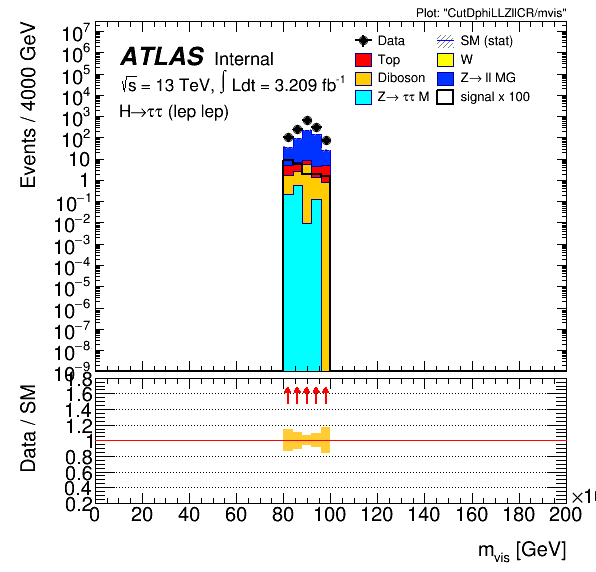 Plot: "CutDphiLLZllCR/mvis"
Events / 4000 GeV
ATLAS Internal
√s = 13 TeV, ∫ Ldt = 3.209 fb⁻¹
H→ττ (lep lep)
Data
SM (stat)
Top
W
Diboson
Z→ ll MG
Z→ ττ M
signal x 100
10⁷
10⁶
10⁵
10⁴
10³
10²
10
1
10⁻¹
10⁻²
10⁻³
10⁻⁴
10⁻⁵
10⁻⁶
10⁻⁷
10⁻⁸
10⁻⁹
Data / SM
1.8
1.6
1.4
1.2
1
0.8
0.6
0.4
0.2
0 20 40 60 80 100 120 140 160 180 200
m_vis [GeV]